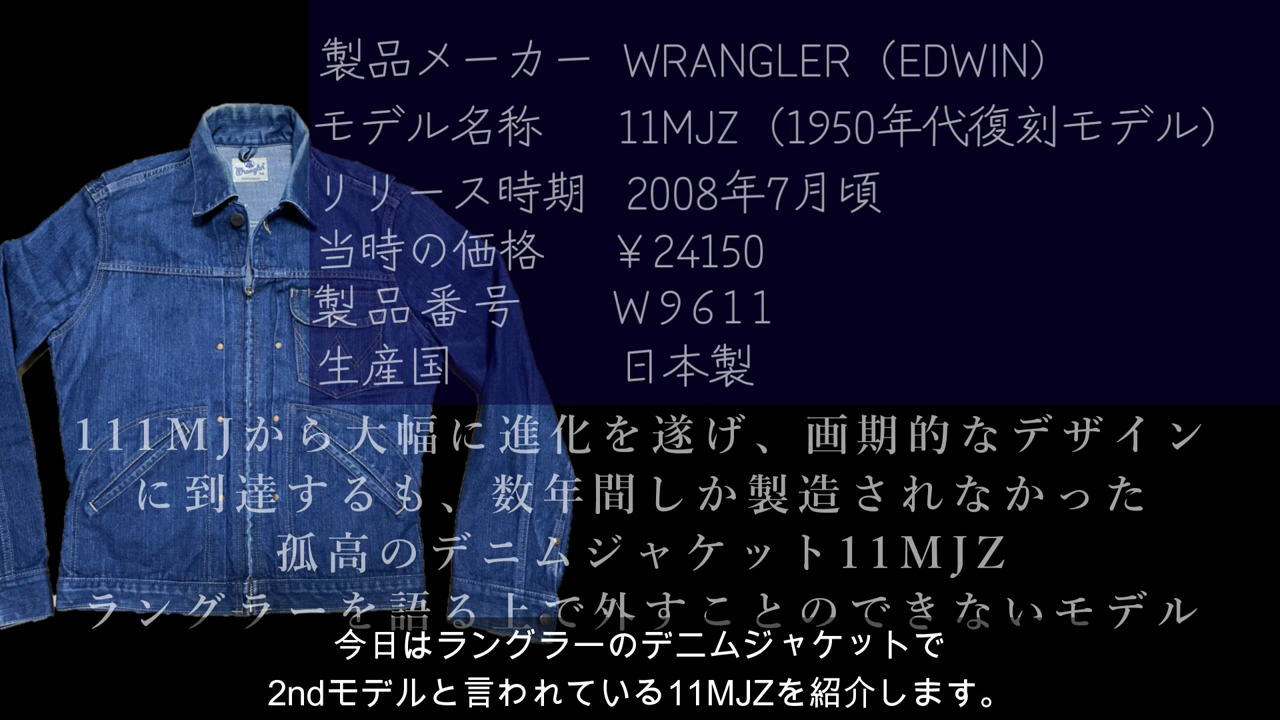 製品メーカー WRANGLER（EDWIN）
モデル名称 11MJZ（1950年代復刻モデル）
リリース時期 2008年7月頃
当時の価格 ￥24150
製品番号 W9611
生産国 日本製
111MJから大幅に進化を遂げ、画期的なデザイン
に到達するも、数年間しか製造されなかった
孤高のデニムジャケット11MJZ
ラングラーを語る上で外すことのできないモデル
今日はラングラーのデニムジャケットで
2ndモデルと言われている11MJZを紹介します。
Wrangler